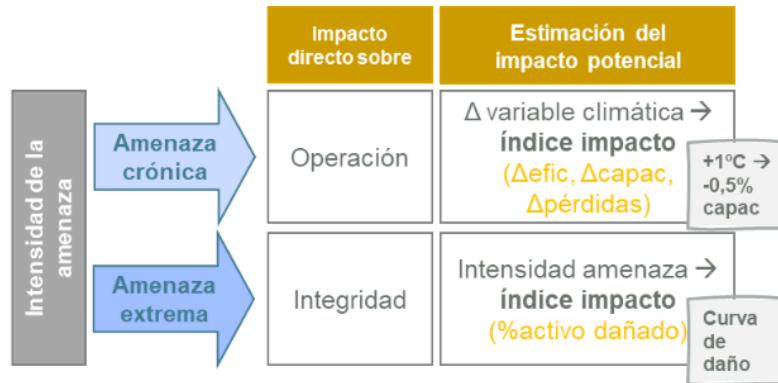 Impacto
directo sobre
Estimación del
impacto potencial
Intensidad de la
amenaza
Amenaza
crónica
Operación
Δ variable climática →
índice impacto
(Δefic, Δcapac,
Δpérdidas)
+1ºC →
-0,5%
capac
Amenaza
extrema
Integridad
Intensidad amenaza →
índice impacto
(%activo dañado)
Curva
de
daño